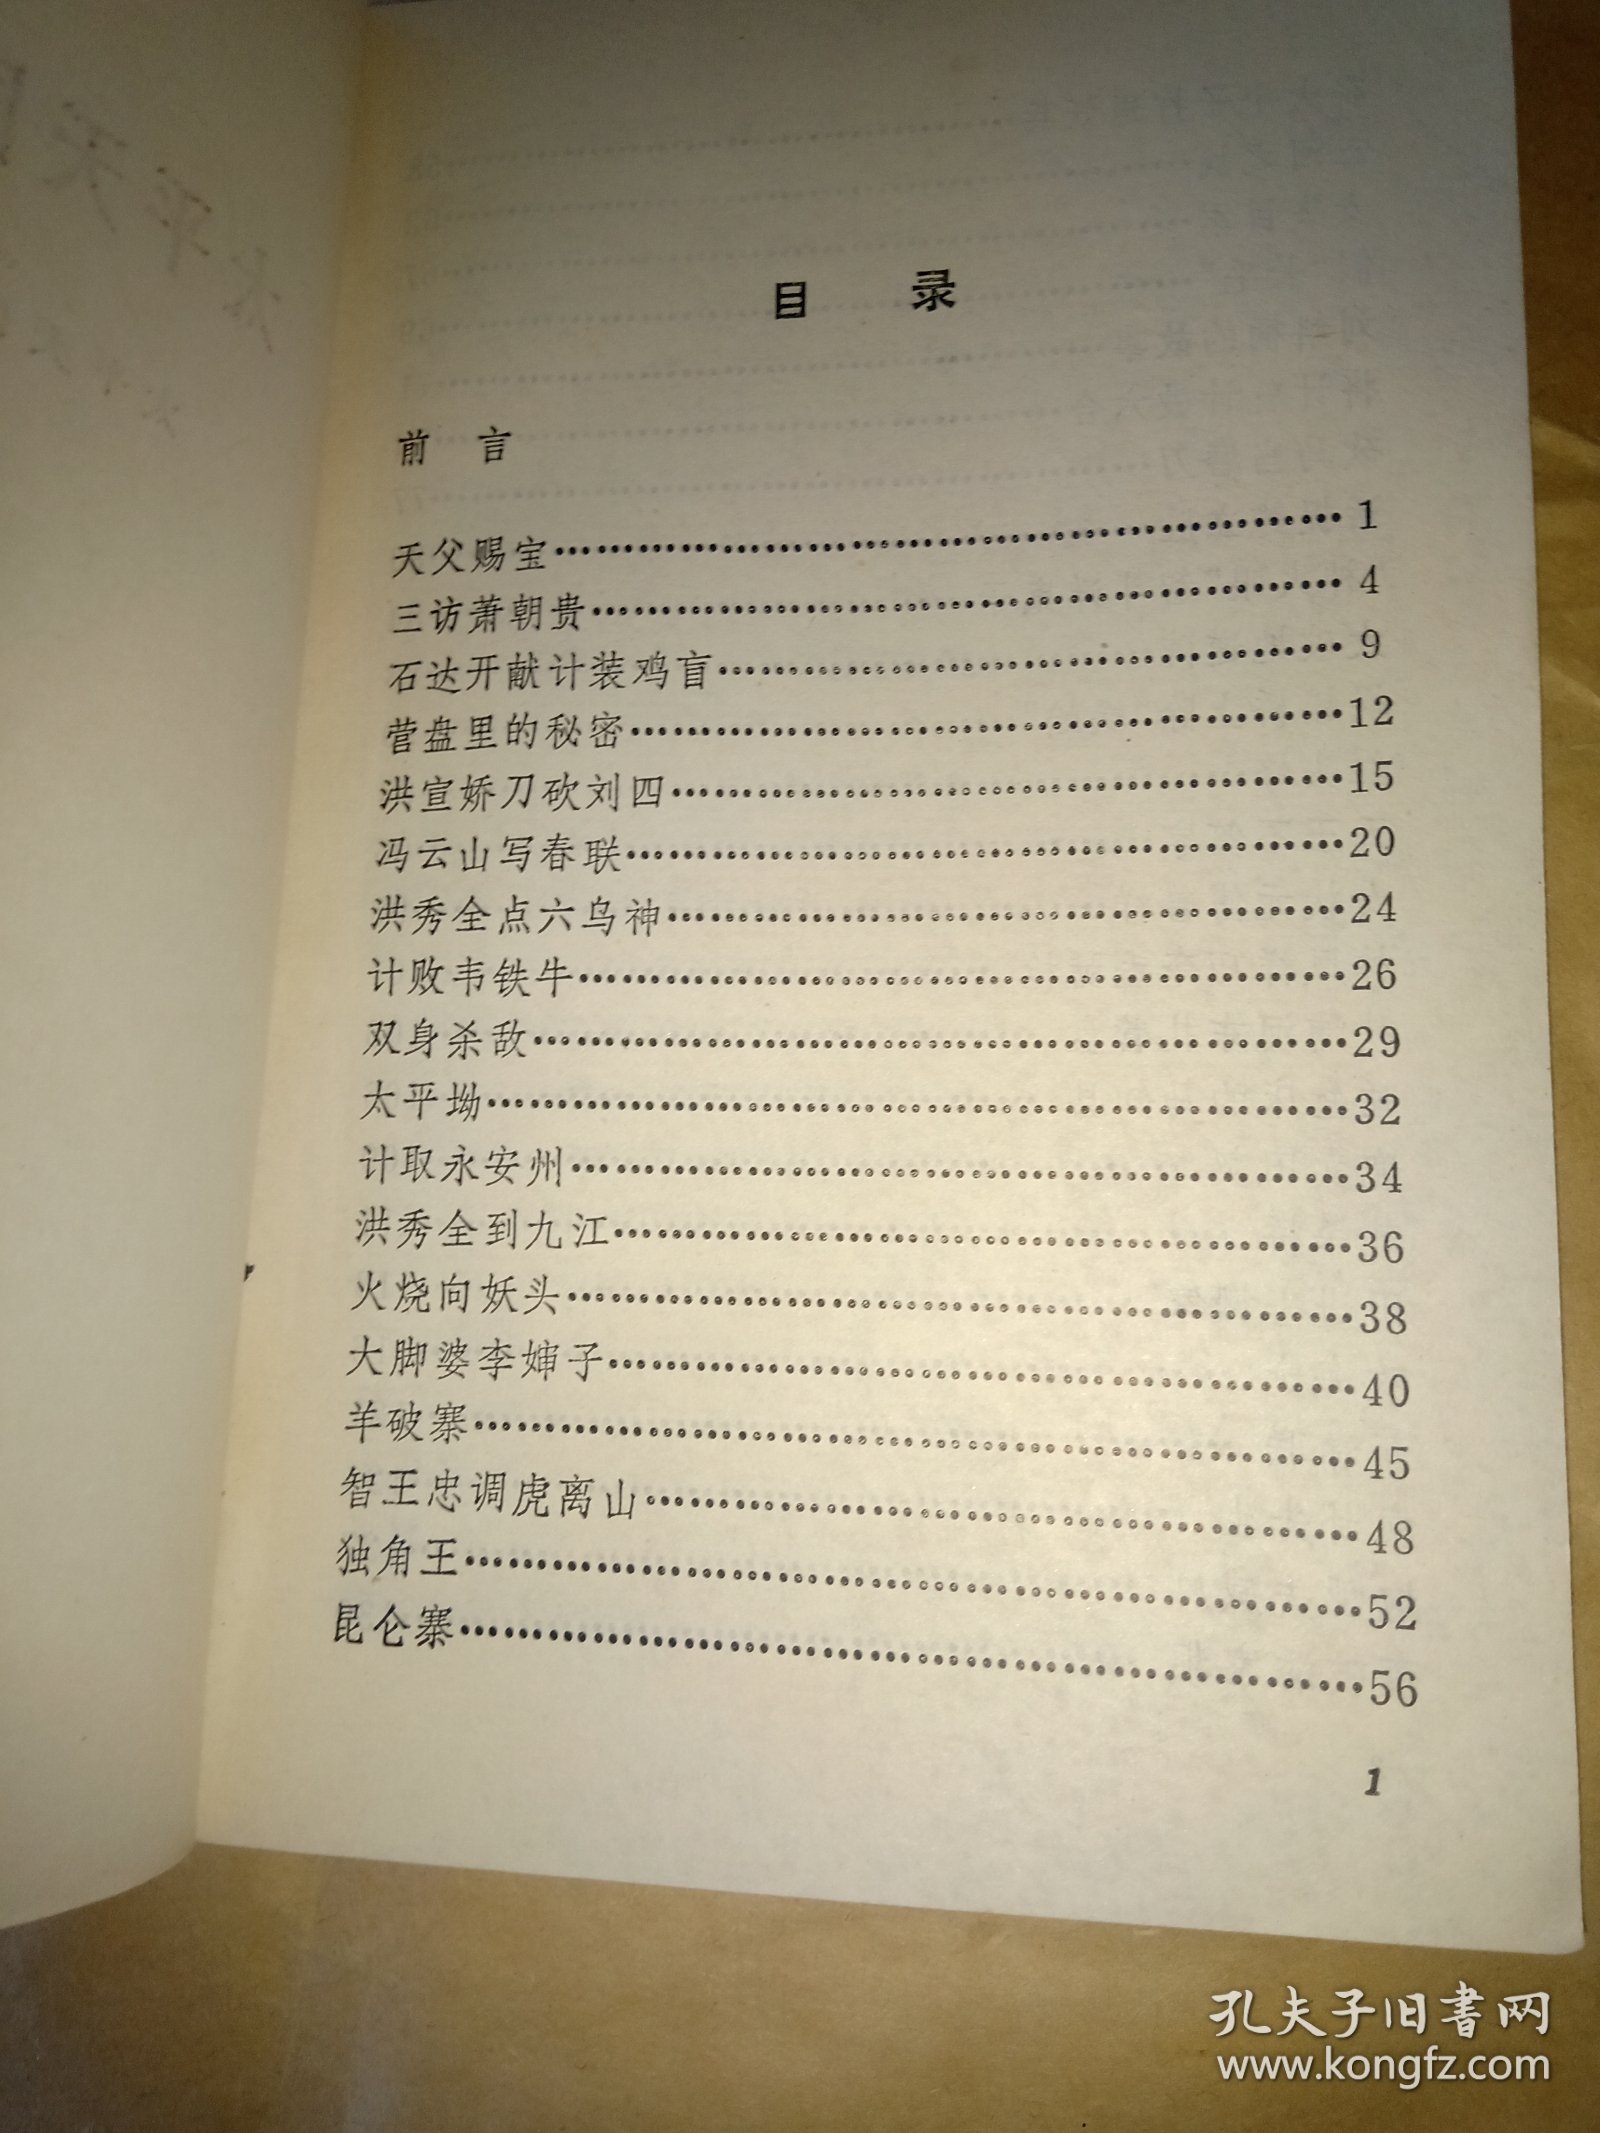 目 录
前 言
天父赐宝……………………………………1
三访萧朝贵……………………………………4
石达开献计装鸡盲……………………………………9
营盘里的秘密……………………………………12
洪宣娇刀砍刘四……………………………………15
冯云山写春联……………………………………20
洪秀全点六乌神……………………………………24
计败韦铁牛……………………………………26
双身杀敌……………………………………29
太平坳……………………………………32
计取永安州……………………………………34
洪秀全到九江……………………………………36
火烧向妖头……………………………………38
大脚婆李婶子……………………………………40
羊破寨……………………………………45
智王忠调虎离山……………………………………48
独角王……………………………………52
昆仑寨……………………………………56
1
孔夫子旧书网
www.kongfz.com